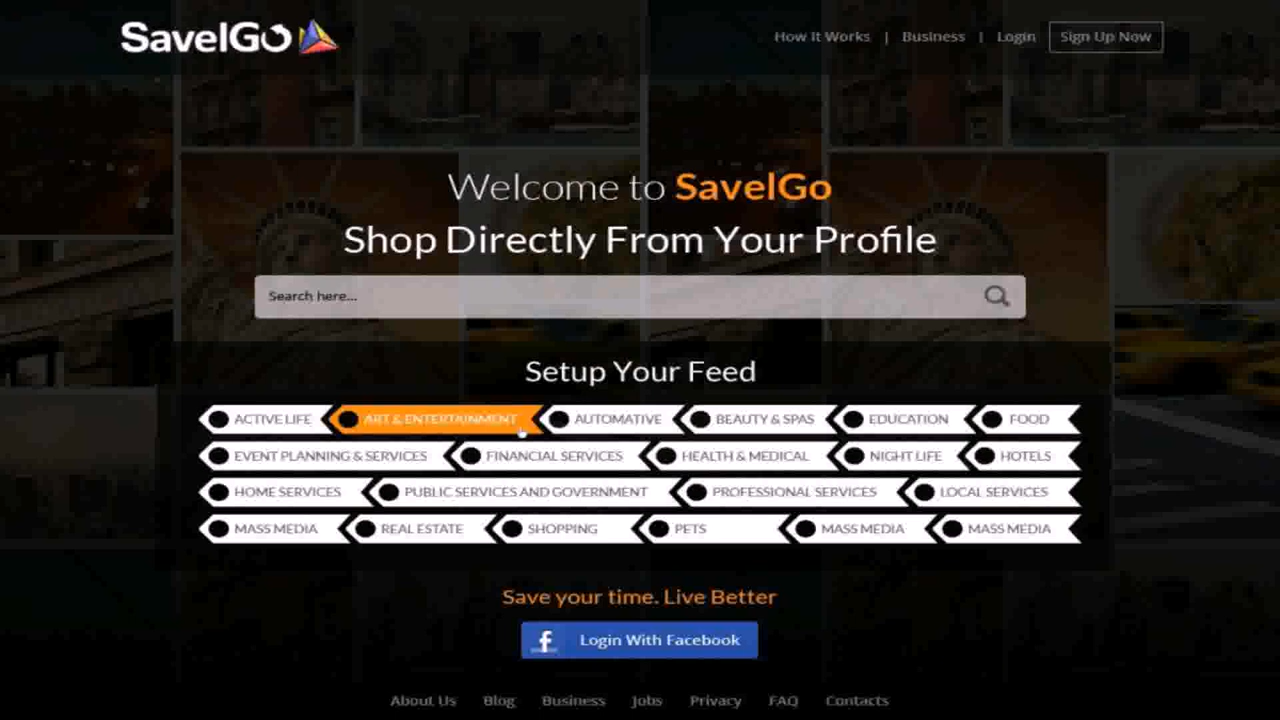 SavelGO
How It Works | Business | Login Sign Up Now
Welcome to SavelGo
Shop Directly From Your Profile
Search here...
Setup Your Feed
ACTIVE LIFE ART & ENTERTAINMENT AUTOMATIVE BEAUTY & SPAS EDUCATION FOOD
EVENT PLANNING & SERVICES FINANCIAL SERVICES HEALTH & MEDICAL NIGHT LIFE HOTELS
HOME SERVICES PUBLIC SERVICES AND GOVERNMENT PROFESSIONAL SERVICES LOCAL SERVICES
MASS MEDIA REAL ESTATE SHOPPING PETS MASS MEDIA MASS MEDIA
Save your time. Live Better
f Login With Facebook
About Us Blog Business Jobs Privacy FAQ Contacts